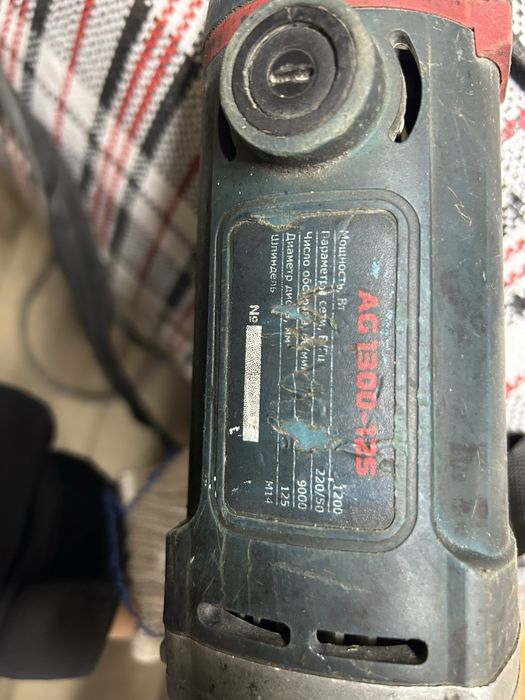 AG 1300-125
Мощность, Вт 1200
Параметры сети, В/Гц 220/50
Число оборотов, об/мин 9000
Диаметр диска, мм 125
Шпиндель M14
№